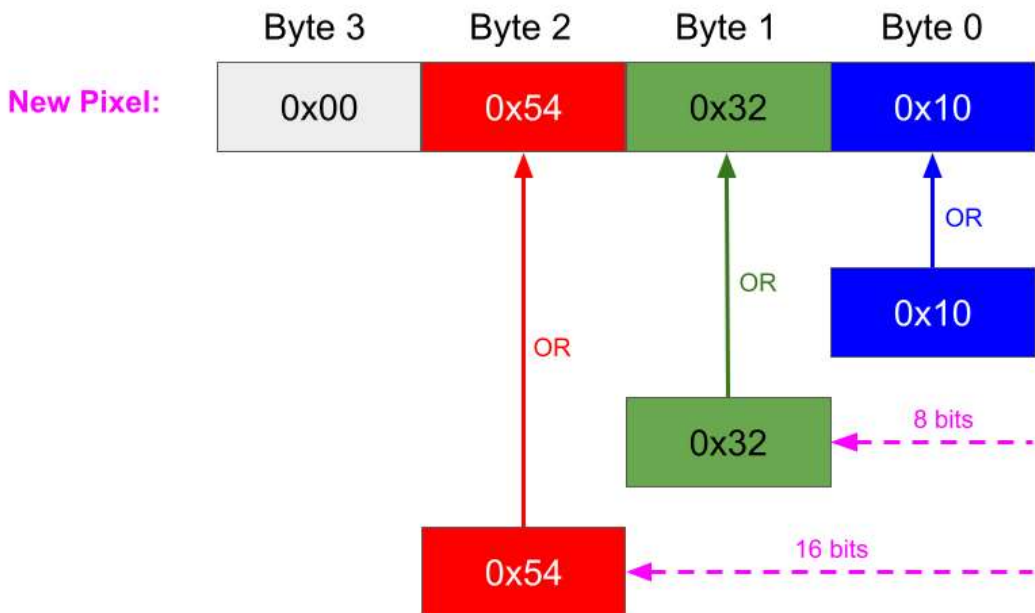 Byte 3 Byte 2 Byte 1 Byte 0
New Pixel: 0x00 0x54 0x32 0x10
OR
0x10
OR
OR
8 bits
0x32
16 bits
0x54